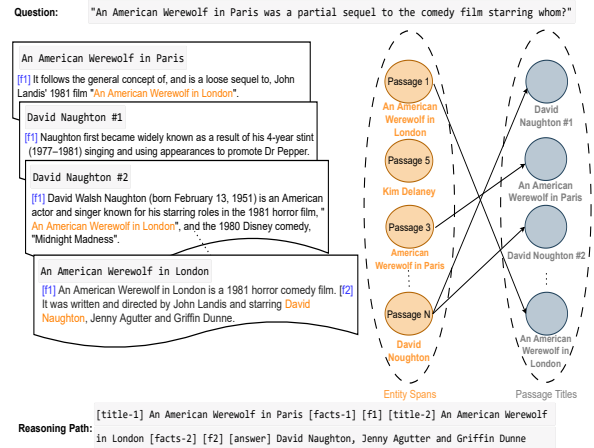 Question: "An American Werewolf in Paris was a partial sequel to the comedy film starring whom?"
An American Werewolf in Paris
[f1] It follows the general concept of, and is a loose sequel to, John
Landis' 1981 film "An American Werewolf in London".
David Naughton #1
[f1] Naughton first became widely known as a result of his 4-year stint
(1977–1981) singing and using appearances to promote Dr Pepper.
David Naughton #2
[f1] David Walsh Naughton (born February 13, 1951) is an American
actor and singer known for his starring roles in the 1981 horror film, "
An American Werewolf in London", and the 1980 Disney comedy,
"Midnight Madness".
An American Werewolf in London
[f1] An American Werewolf in London is a 1981 horror comedy film. [f2]
It was written and directed by John Landis and starring David
Naughton, Jenny Agutter and Griffin Dunne.
Passage 1
An American
Werewolf in
London
Passage 5
Kim Delaney
Passage 3
American
Werewolf in Paris
Passage N
David
Noughton
Entity Spans
David
Naughton #1
An American
Werewolf in Paris
David Noughton #2
An American
Werewolf in
London
Passage Titles
Reasoning Path:
[title-1] An American Werewolf in Paris [facts-1] [f1] [title-2] An American Werewolf
in London [facts-2] [f2] [answer] David Naughton, Jenny Agutter and Griffin Dunne